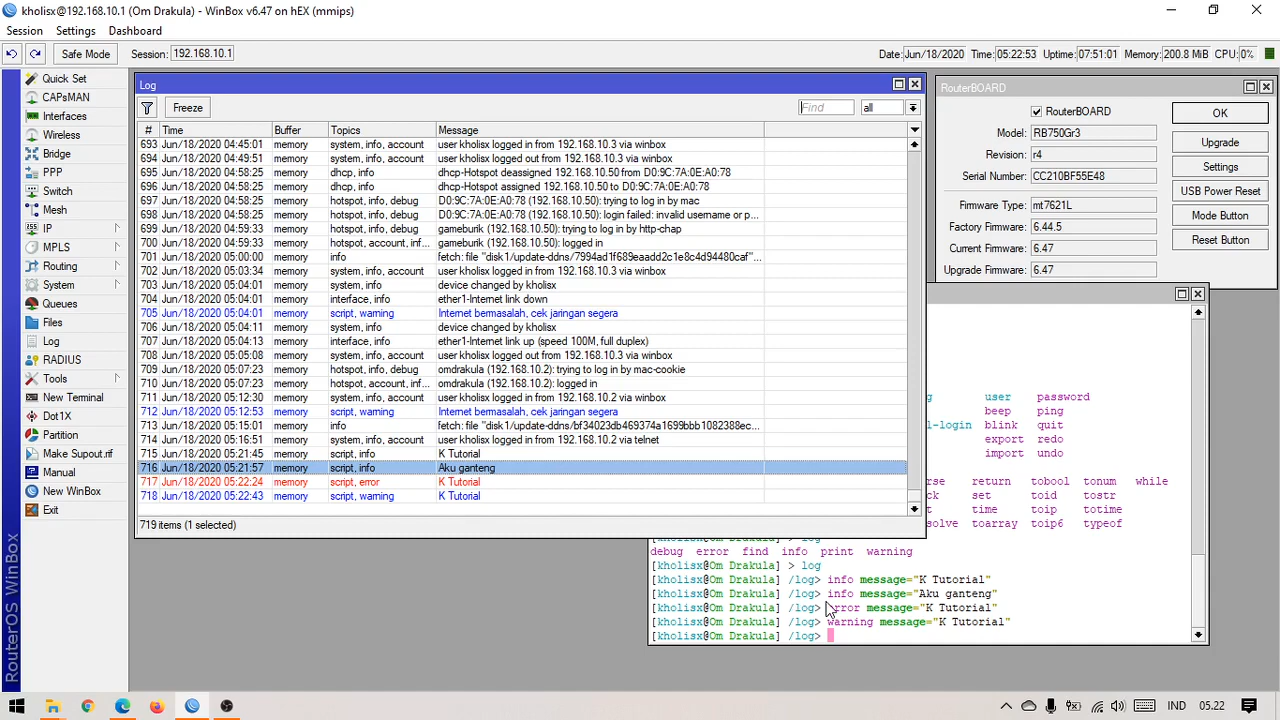 kholisx@192.168.10.1 (Om Drakula) - WinBox v6.47 on hEX (mmips)
Session Settings Dashboard
Safe Mode Session: 192.168.10.1 Date: Jun/18/2020 Time: 05:22:53 Uptime: 07:51:01 Memory: 200.8 MiB CPU: 0%
RouterOS WinBox
Quick Set
CAPsMAN
Interfaces
Wireless
Bridge
PPP
Switch
Mesh
IP
MPLS
Routing
System
Queues
Files
Log
RADIUS
Tools
New Terminal
Dot1X
Partition
Make Supout.rif
Manual
New WinBox
Exit
Log
Freeze Find all
# Time Buffer Topics Message
693 Jun/18/2020 04:45:01 memory system, info, account user kholisx logged in from 192.168.10.3 via winbox
694 Jun/18/2020 04:49:51 memory system, info, account user kholisx logged out from 192.168.10.3 via winbox
695 Jun/18/2020 04:58:25 memory dhcp, info dhcp-Hotspot deassigned 192.168.10.50 from D0:9C:7A:0E:A0:78
696 Jun/18/2020 04:58:25 memory dhcp, info dhcp-Hotspot assigned 192.168.10.50 to D0:9C:7A:0E:A0:78
697 Jun/18/2020 04:58:25 memory hotspot, info, debug D0:9C:7A:0E:A0:78 (192.168.10.50): trying to log in by mac
698 Jun/18/2020 04:58:25 memory hotspot, info, debug D0:9C:7A:0E:A0:78 (192.168.10.50): login failed: invalid username or p...
699 Jun/18/2020 04:59:33 memory hotspot, info, debug gameburik (192.168.10.50): trying to log in by http-chap
700 Jun/18/2020 04:59:33 memory hotspot, account, inf... gameburik (192.168.10.50): logged in
701 Jun/18/2020 05:00:00 memory info fetch: file "disk1/update-ddns/7994ad1f689eaadd2c1e8c4d94480caf"...
702 Jun/18/2020 05:03:34 memory system, info, account user kholisx logged in from 192.168.10.3 via winbox
703 Jun/18/2020 05:04:01 memory system, info device changed by kholisx
704 Jun/18/2020 05:04:01 memory interface, info ether1-Internet link down
705 Jun/18/2020 05:04:01 memory script, warning Internet bermasalah, cek jaringan segera
706 Jun/18/2020 05:04:11 memory system, info device changed by kholisx
707 Jun/18/2020 05:04:13 memory interface, info ether1-Internet link up (speed 100M, full duplex)
708 Jun/18/2020 05:05:08 memory system, info, account user kholisx logged out from 192.168.10.3 via winbox
709 Jun/18/2020 05:07:23 memory hotspot, info, debug omdrakula (192.168.10.2): trying to log in by mac-cookie
710 Jun/18/2020 05:07:23 memory hotspot, account, inf... omdrakula (192.168.10.2): logged in
711 Jun/18/2020 05:12:30 memory system, info, account user kholisx logged in from 192.168.10.2 via winbox
712 Jun/18/2020 05:12:53 memory script, warning Internet bermasalah, cek jaringan segera
713 Jun/18/2020 05:15:01 memory info fetch: file "disk1/update-ddns/bf34023db469374a1699bbb1082388ec...
714 Jun/18/2020 05:16:51 memory system, info, account user kholisx logged in from 192.168.10.2 via telnet
715 Jun/18/2020 05:21:45 memory script, info K Tutorial
716 Jun/18/2020 05:21:57 memory script, info Aku ganteng
717 Jun/18/2020 05:22:24 memory script, error K Tutorial
718 Jun/18/2020 05:22:43 memory script, warning K Tutorial
719 items (1 selected)
RouterBOARD
RouterBOARD
Model: RB750Gr3
Revision: r4
Serial Number: CC210BF55E48
Firmware Type: mt7621L
Factory Firmware: 6.44.5
Current Firmware: 6.47
Upgrade Firmware: 6.47
OK
Upgrade
Settings
USB Power Reset
Mode Button
Reset Button
g user password
beep ping
l-login blink quit
export redo
import undo
rse return tobool tonum while
ck set toid tostr
t time toip totime
solve toarray toip6 typeof
[kholisx@Om Drakula] > log
debug error find info print warning
[kholisx@Om Drakula] > log
[kholisx@Om Drakula] /log> info message="K Tutorial"
[kholisx@Om Drakula] /log> info message="Aku ganteng"
[kholisx@Om Drakula] /log> error message="K Tutorial"
[kholisx@Om Drakula] /log> warning message="K Tutorial"
[kholisx@Om Drakula] /log>
IND 05.22